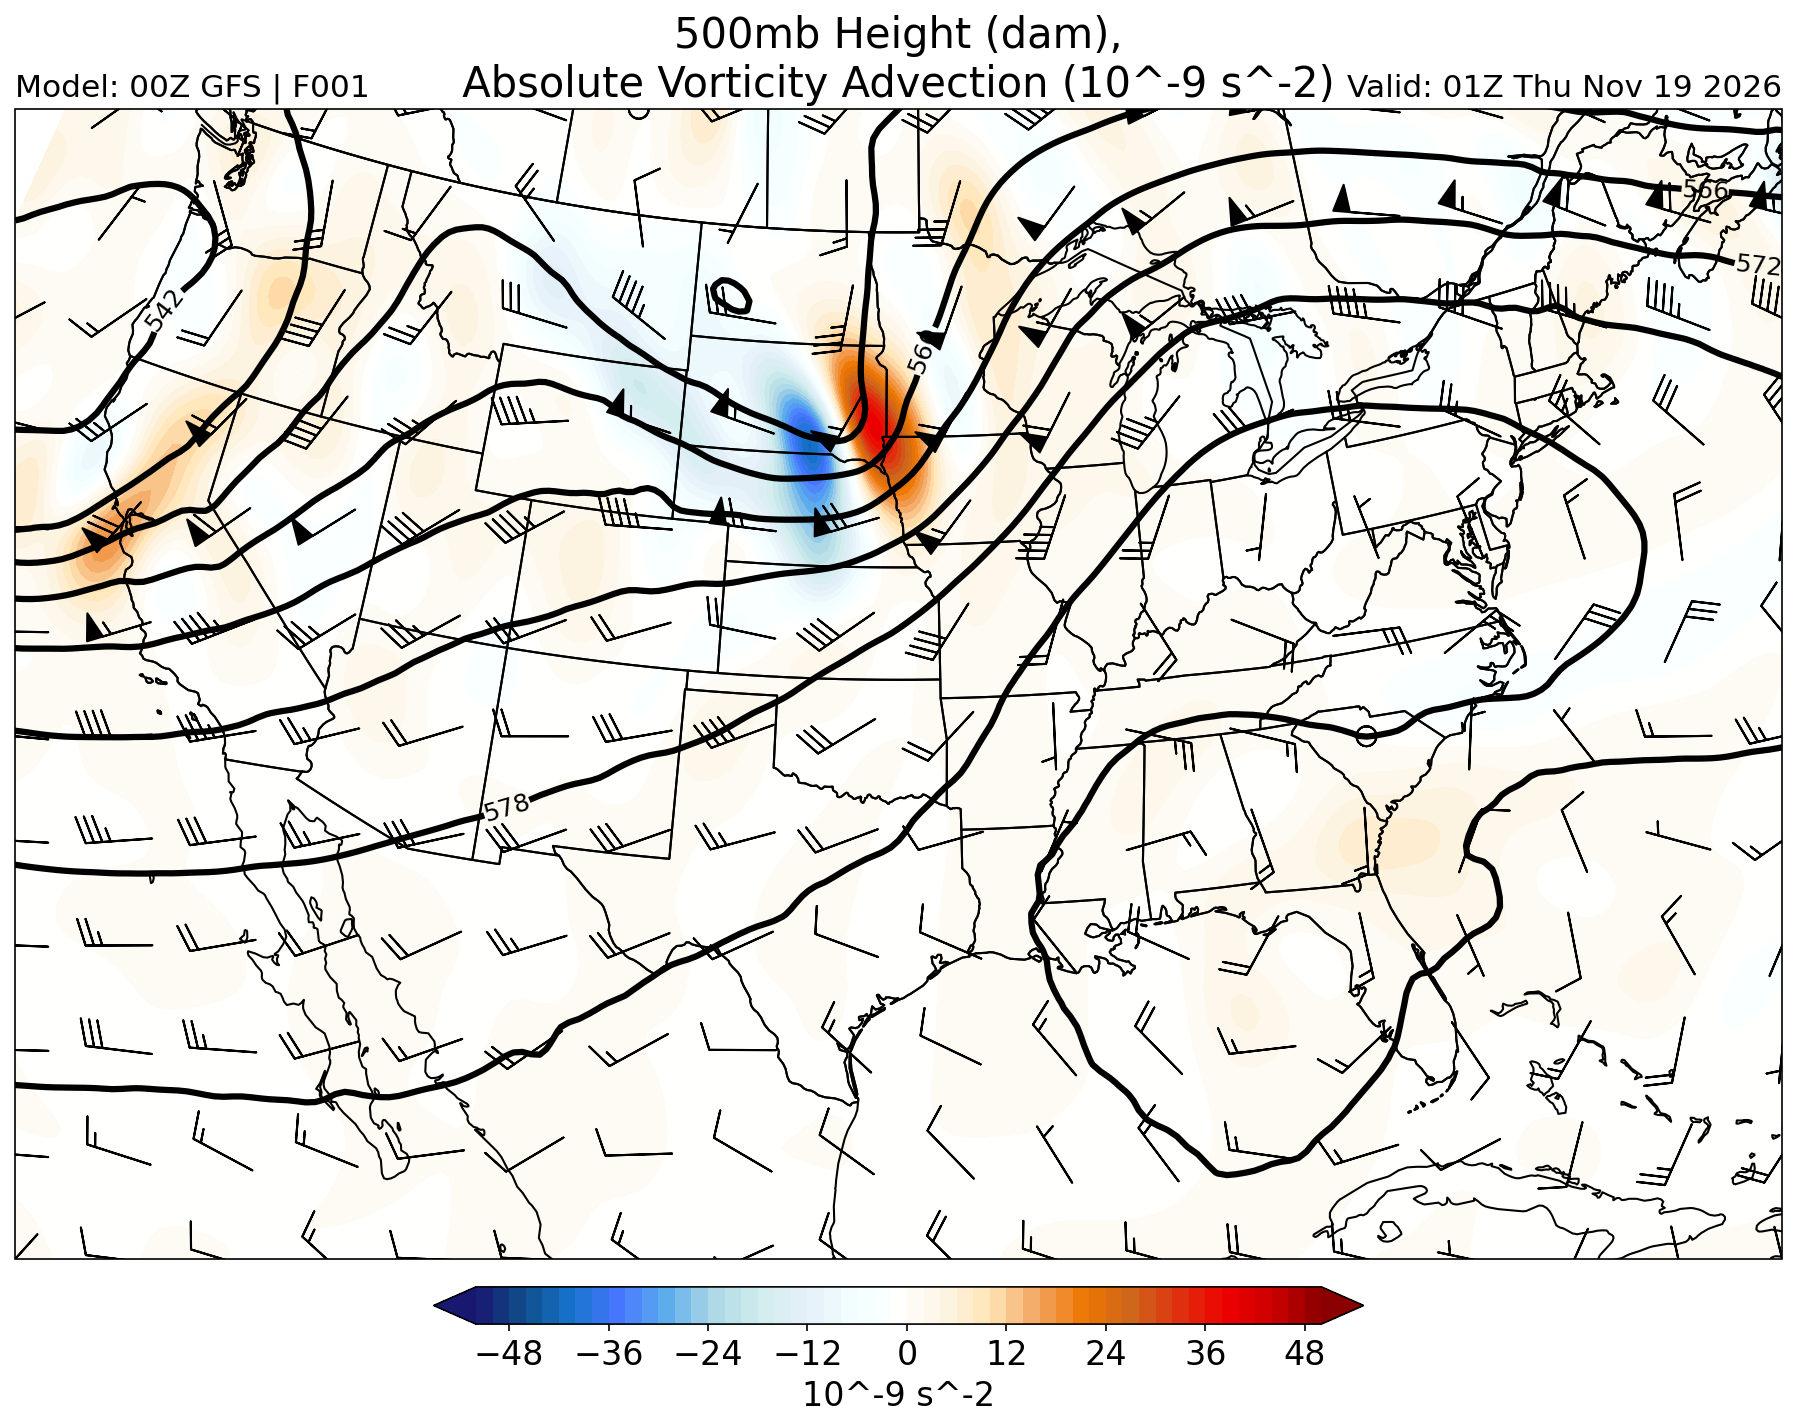 500mb Height (dam),
Model: 00Z GFS | F001
Absolute Vorticity Advection (10^-9 s^-2)
Valid: 01Z Thu Nov 19 2026
566
572
542
578
−48 −36 −24 −12 0 12 24 36 48
10^-9 s^-2